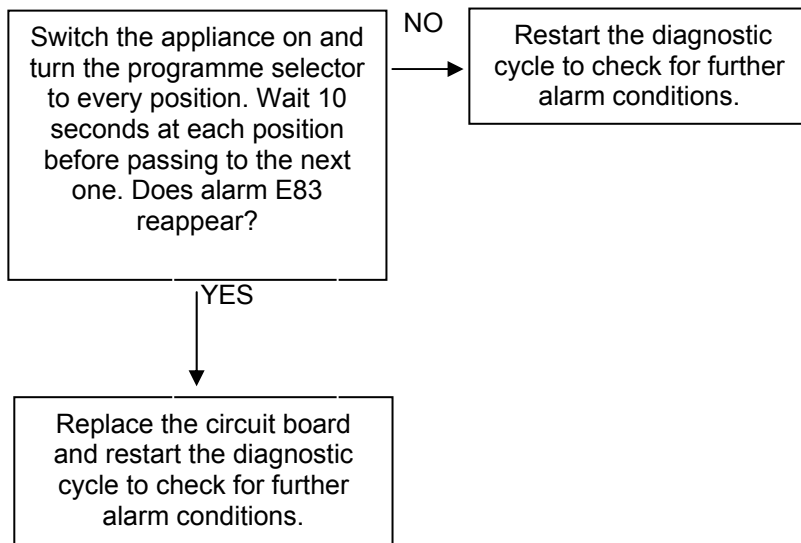 Switch the appliance on and
turn the programme selector
to every position. Wait 10
seconds at each position
before passing to the next
one. Does alarm E83
reappear?
NO
Restart the diagnostic
cycle to check for further
alarm conditions.
YES
Replace the circuit board
and restart the diagnostic
cycle to check for further
alarm conditions.